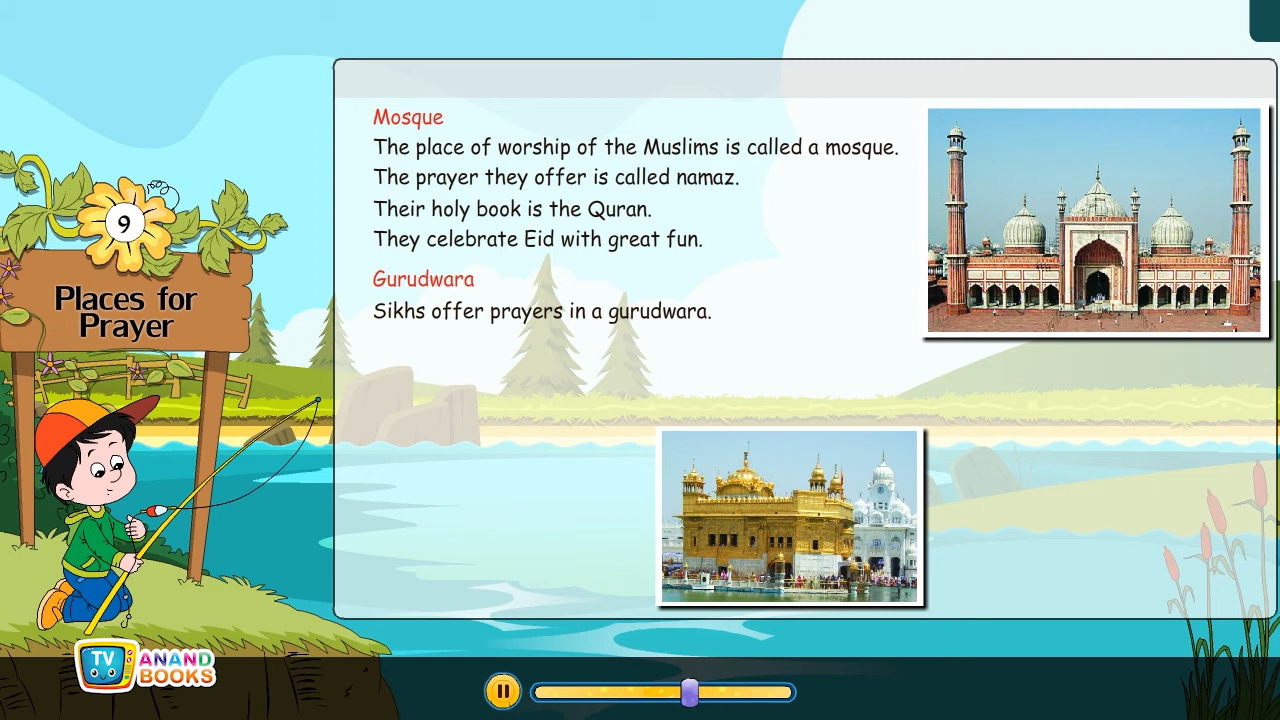 9
Places for
Prayer
Mosque
The place of worship of the Muslims is called a mosque.
The prayer they offer is called namaz.
Their holy book is the Quran.
They celebrate Eid with great fun.
Gurudwara
Sikhs offer prayers in a gurudwara.
TV
ANAND
BOOKS